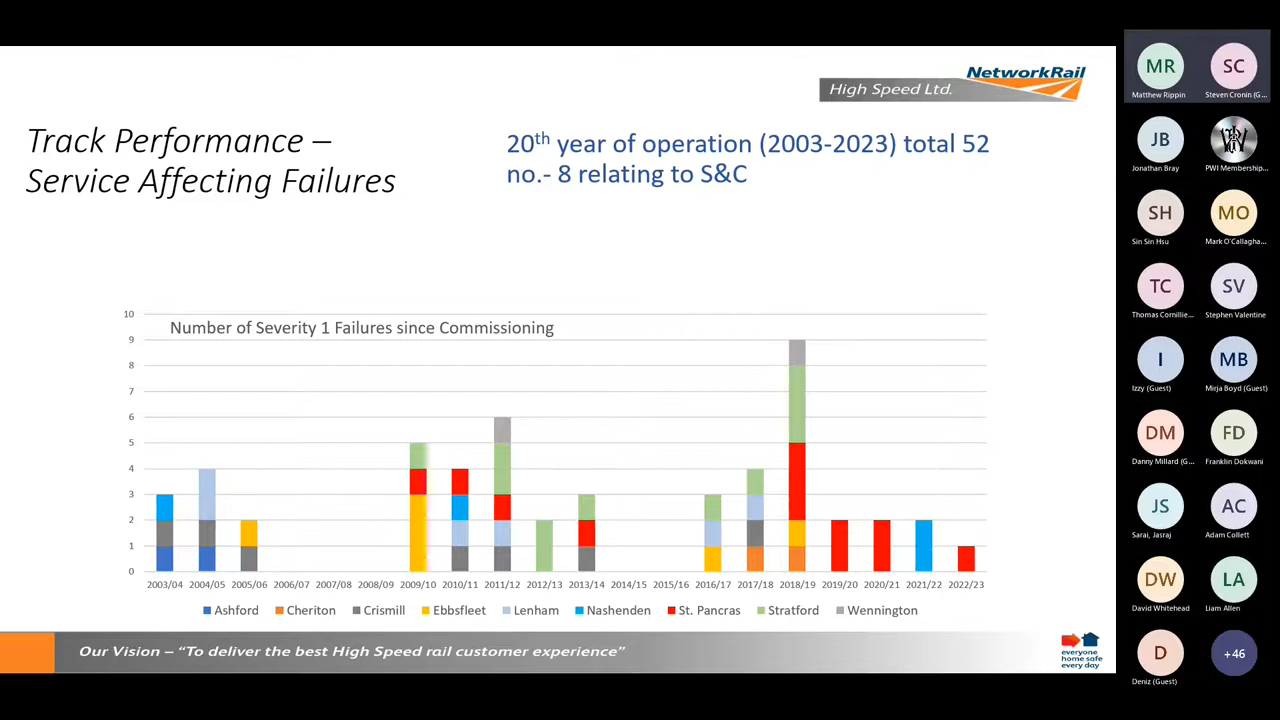 NetworkRail
High Speed Ltd.
Track Performance –
Service Affecting Failures
20th year of operation (2003-2023) total 52
no.- 8 relating to S&C
Number of Severity 1 Failures since Commissioning
10
9
8
7
6
5
4
3
2
1
0
2003/04 2004/05 2005/06 2006/07 2007/08 2008/09 2009/10 2010/11 2011/12 2012/13 2013/14 2014/15 2015/16 2016/17 2017/18 2018/19 2019/20 2020/21 2021/22 2022/23
Ashford Cheriton Crismill Ebbsfleet Lenham Nashenden St. Pancras Stratford Wennington
Our Vision – “To deliver the best High Speed rail customer experience”
everyone
home safe
every day
MR SC
Matthew Rippin Steven Cronin (G...
JB
Jonathan Bray PWI Membership...
SH MO
Sin Sin Hsu Mark O'Callagha...
TC SV
Thomas Cornillie... Stephen Valentine
I MB
Izzy (Guest) Mirja Boyd (Guest)
DM FD
Danny Millard (G... Franklin Dokwani
JS AC
Sarai, Jasraj Adam Collett
DW LA
David Whitehead Liam Allen
D +46
Deniz (Guest)